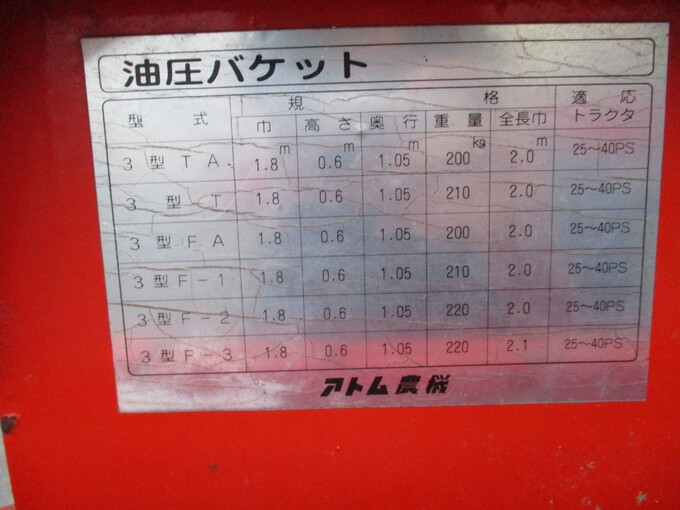 油圧バケット
型式 規格 適応
巾 高さ 奥行 重量 全長巾 トラクタ
3型TA 1.8m 0.6m 1.05m 200kg 2.0m 25〜40PS
3型T 1.8 0.6 1.05 210 2.0 25〜40PS
3型FA 1.8 0.6 1.05 200 2.0 25〜40PS
3型F-1 1.8 0.6 1.05 210 2.0 25〜40PS
3型F-2 1.8 0.6 1.05 220 2.0 25〜40PS
3型F-3 1.8 0.6 1.05 220 2.1 25〜40PS
アトム農機